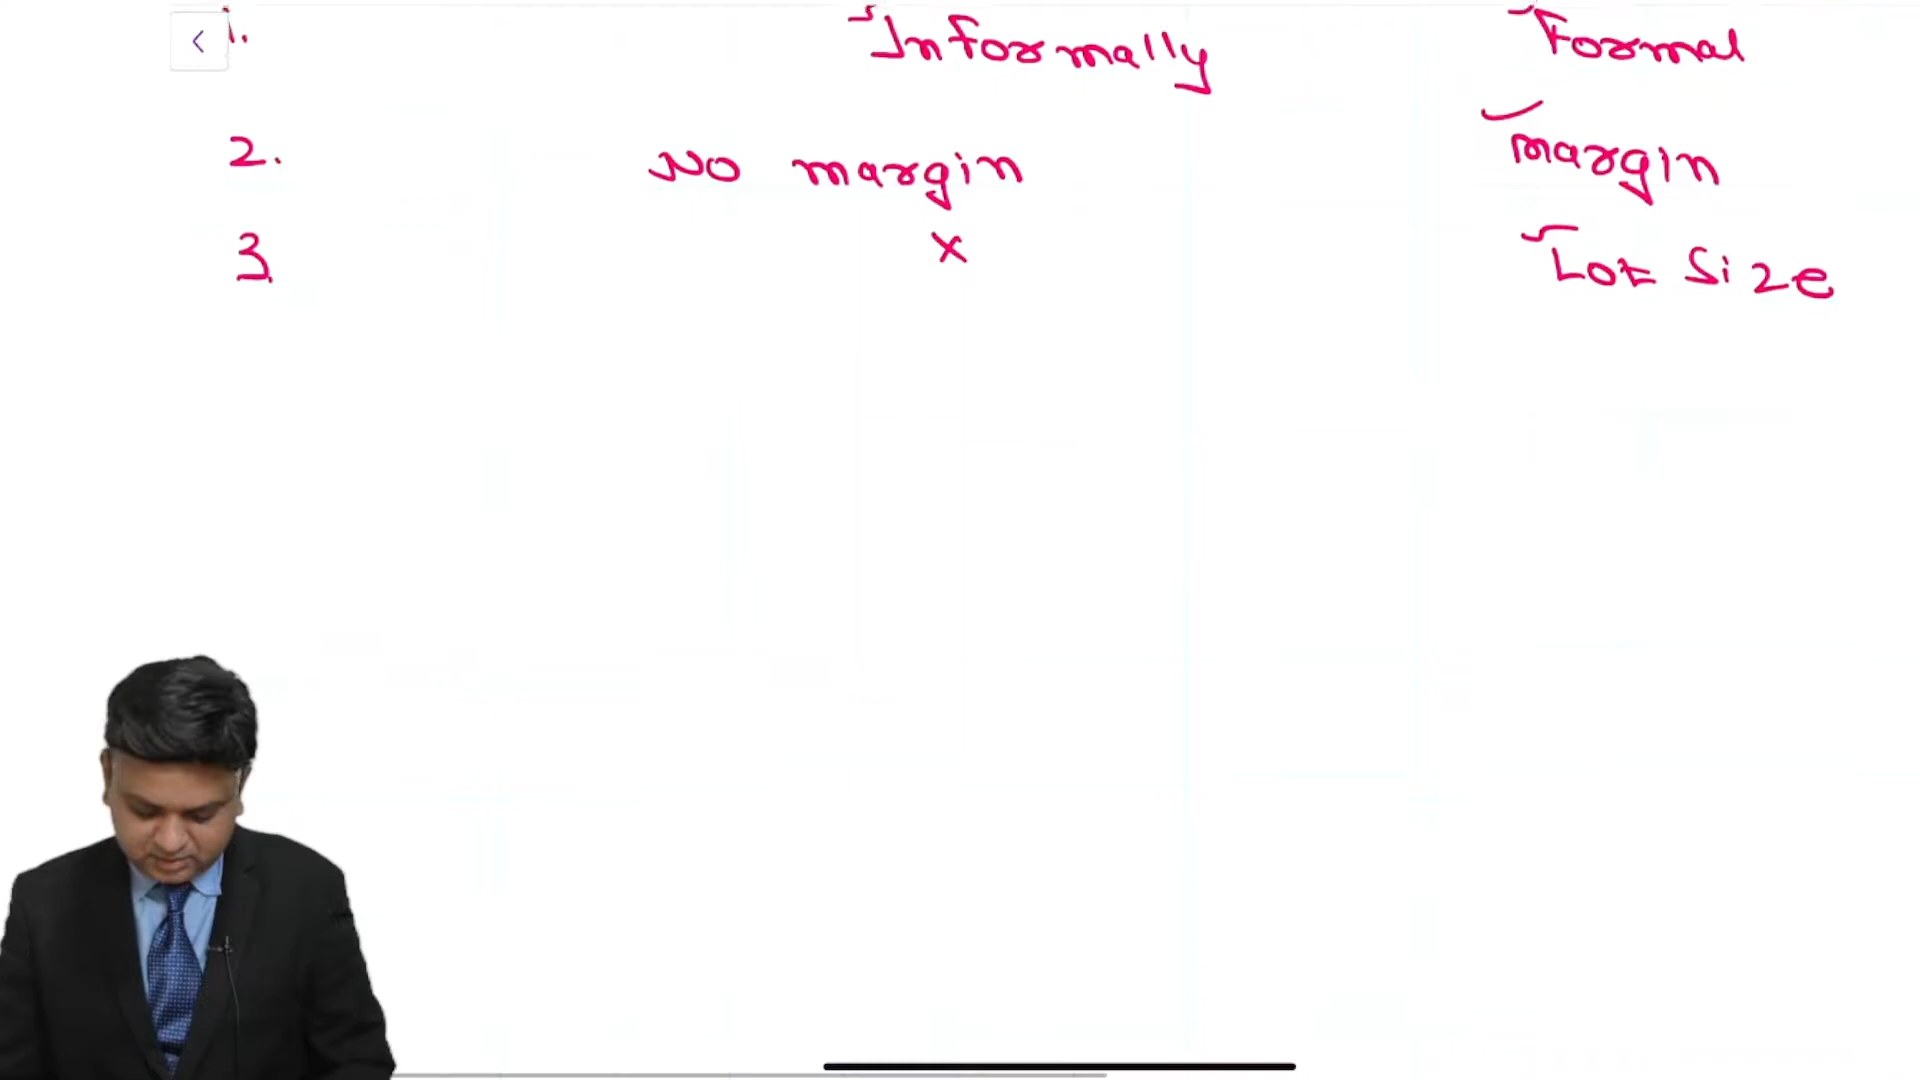 1. Informally Formal
2. No margin margin
3. x Lot Size